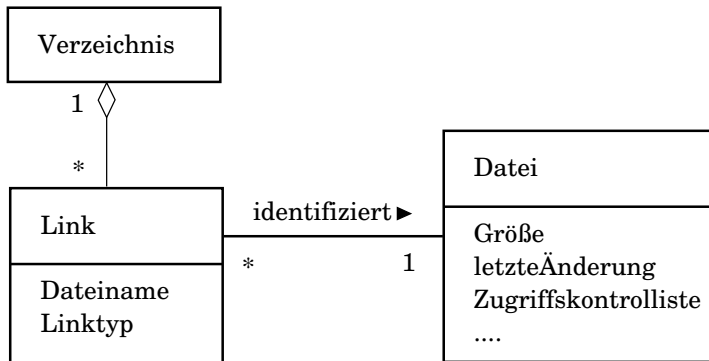 Verzeichnis
1
*
Link
Dateiname
Linktyp
identifiziert ▶
*
1
Datei
Größe
letzteÄnderung
Zugriffskontrolliste
....